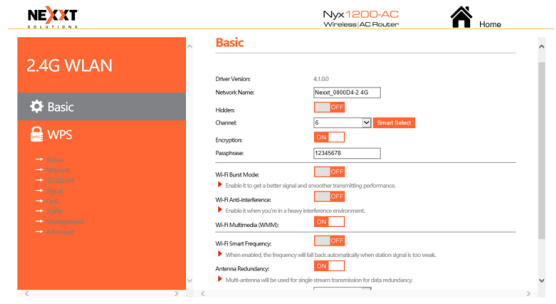 NEXXT
SOLUTIONS
Nyx1200-AC
Wireless AC Router
Home
2.4G WLAN
Basic
WPS
Basic
Driver Version: 4.1.0.0
Network Name: Nexxt_0800D4-2.4G
Hidden: OFF
Channel: 6 Smart Select
Encryption: ON
Passphrase: 12345678
Wi-Fi Burst Mode: OFF
Enable it to get a better signal and smoother transmitting performance.
Wi-Fi Anti-interference: OFF
Enable it when you're in a heavy interference environment.
Wi-Fi Multimedia (WMM): ON
Wi-Fi Smart Frequency: OFF
When enabled, the frequency will fall back automatically when station signal is too weak.
Antenna Redundancy: ON
Multi-antenna will be used for single stream transmission for data redundancy.